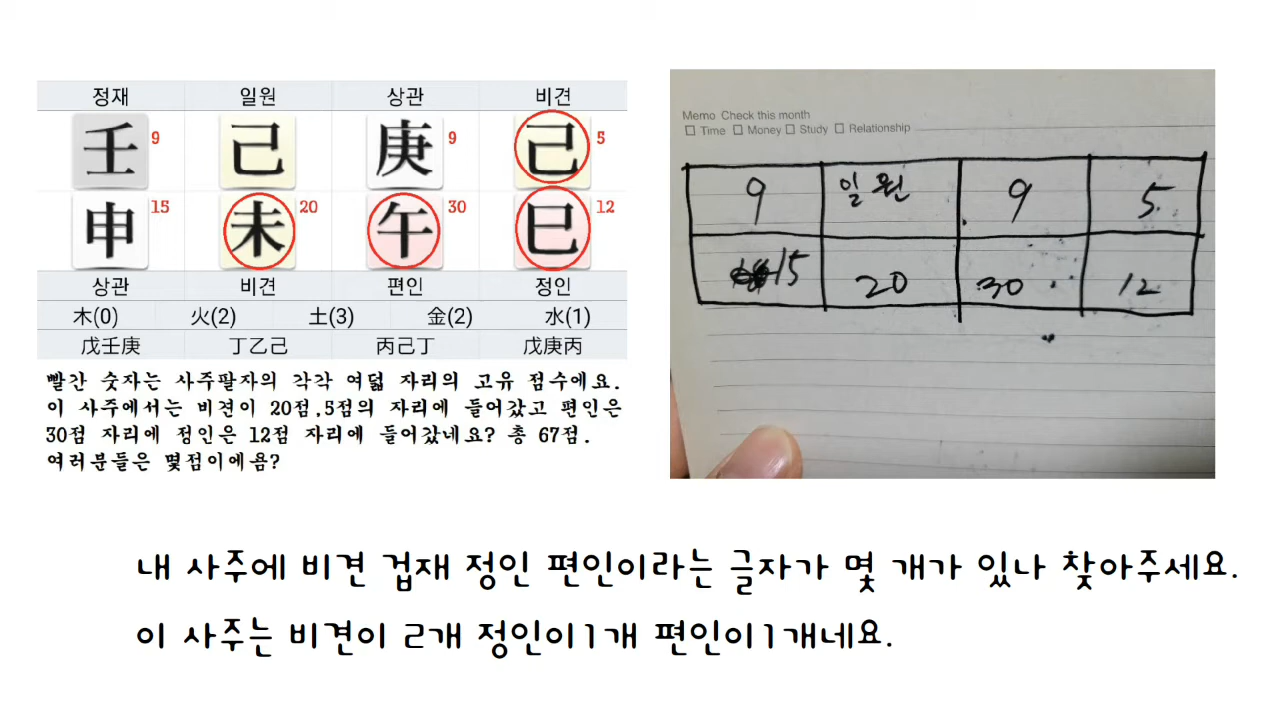 정재 일원 상관 비견
壬 9 己 庚 9 己 5
申 15 未 20 午 30 巳 12
상관 비견 편인 정인
木(0) 火(2) 土(3) 金(2) 水(1)
戊壬庚 丁乙己 丙己丁 戊庚丙
빨간 숫자는 사주팔자의 각각 여덟 자리의 고유 점수에요.
이 사주에서는 비견이 20점,5점의 자리에 들어갔고 편인은
30점 자리에 정인은 12점 자리에 들어갔네요? 총 67점.
여러분들은 몇점이에욤?
Memo Check this month
Time Money Study Relationship
9 일원 9 5
15 20 30 12
내 사주에 비견 겁재 정인 편인이라는 글자가 몇 개가 있나 찾아주세요.
이 사주는 비견이 2개 정인이1개 편인이1개네요.